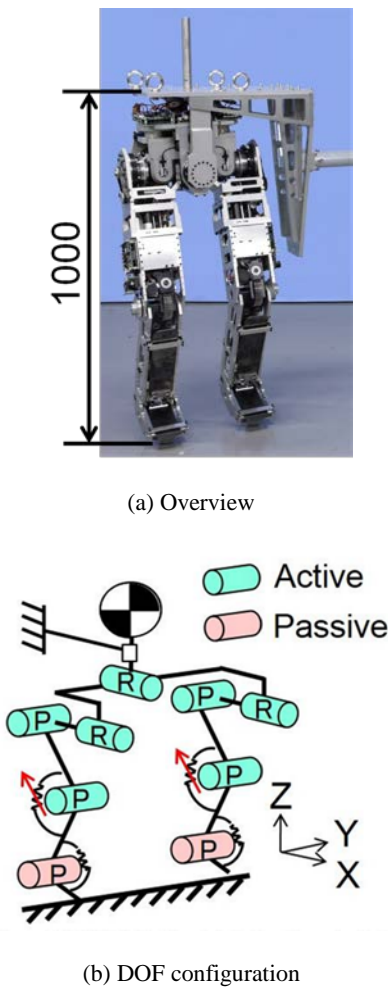 1000
(a) Overview
Active
Passive
R
P
R
P
R
P
P
Z
Y
X
P
P
(b) DOF configuration